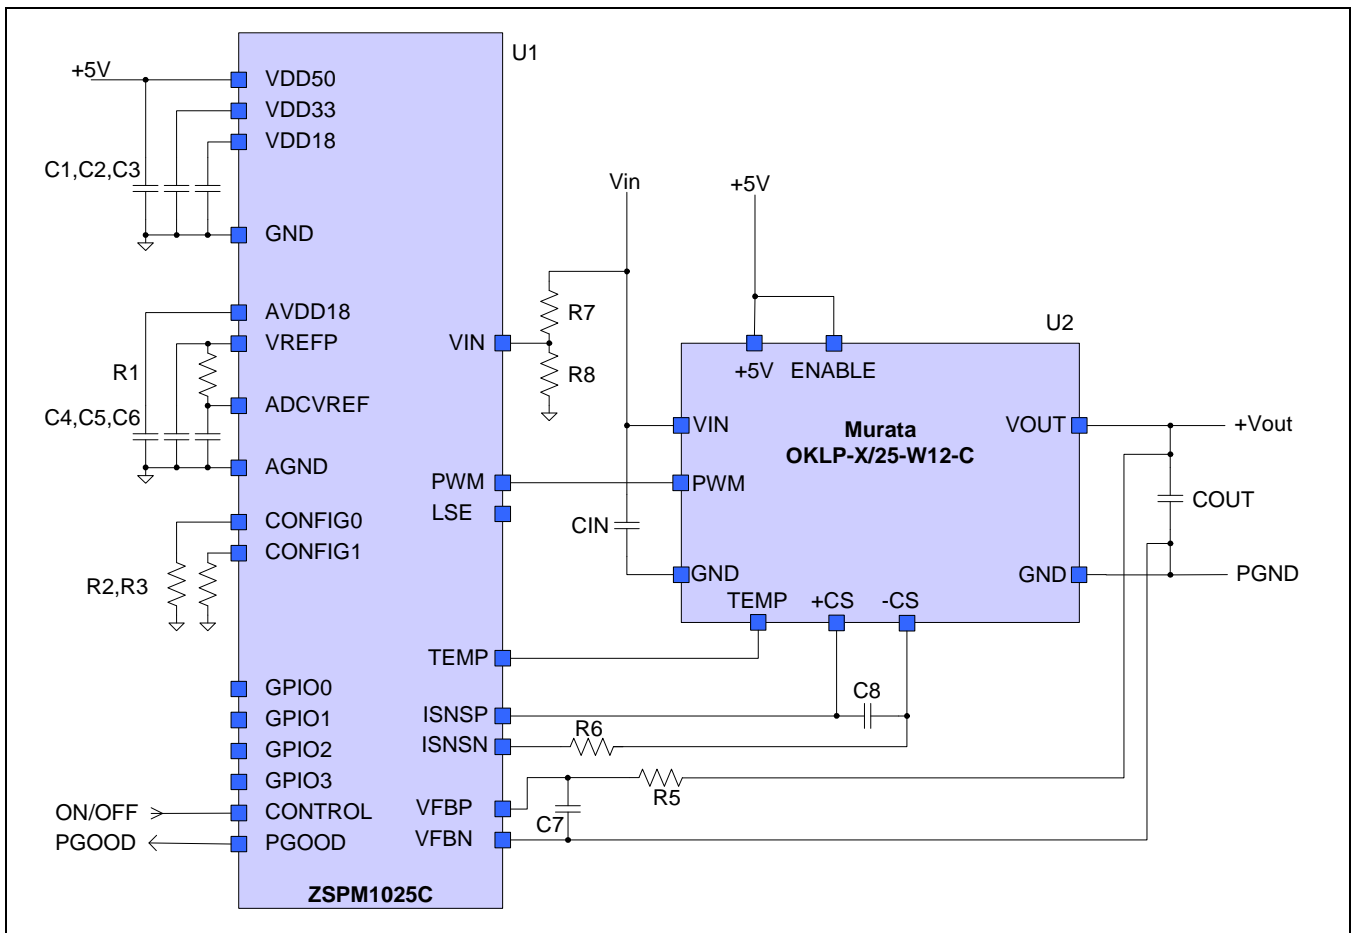 U1
+5V
VDD50
VDD33
VDD18
C1,C2,C3
GND
AVDD18
VREFP
R1
ADCVREF
C4,C5,C6
AGND
CONFIG0
CONFIG1
R2,R3
GPIO0
GPIO1
GPIO2
GPIO3
ON/OFF
CONTROL
PGOOD
PGOOD
VIN
PWM
LSE
TEMP
ISNSP
ISNSN
VFBP
VFBN
ZSPM1025C
Vin
+5V
R7
R8
CIN
U2
+5V
ENABLE
VIN
Murata
OKLP-X/25-W12-C
VOUT
+Vout
PWM
COUT
GND
GND
PGND
TEMP
+CS
-CS
C8
R6
R5
C7